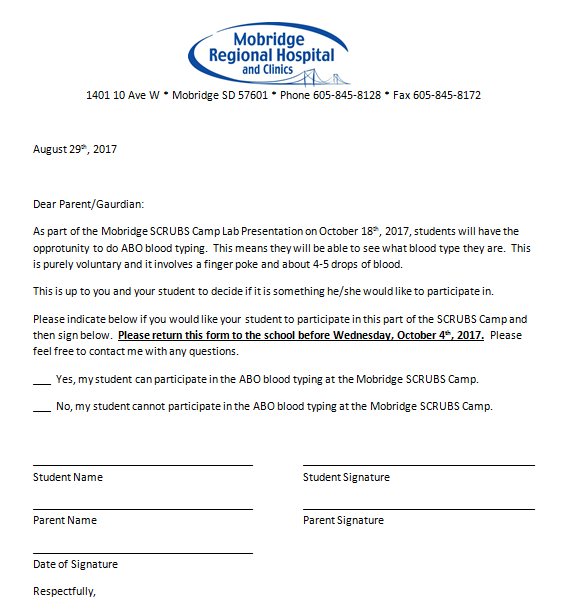 Mobridge
Regional Hospital
and Clinics
1401 10 Ave W * Mobridge SD 57601 * Phone 605-845-8128 * Fax 605-845-8172
August 29th, 2017
Dear Parent/Gaurdian:
As part of the Mobridge SCRUBS Camp Lab Presentation on October 18th, 2017, students will have the
opprotunity to do ABO blood typing.  This means they will be able to see what blood type they are.  This
is purely voluntary and it involves a finger poke and about 4-5 drops of blood.
This is up to you and your student to decide if it is something he/she would like to participate in.
Please indicate below if you would like your student to participate in this part of the SCRUBS Camp and
then sign below.  Please return this form to the school before Wednesday, October 4th, 2017.  Please
feel free to contact me with any questions.
___ Yes, my student can participate in the ABO blood typing at the Mobridge SCRUBS Camp.
___ No, my student cannot participate in the ABO blood typing at the Mobridge SCRUBS Camp.
Student Name
Student Signature
Parent Name
Parent Signature
Date of Signature
Respectfully,